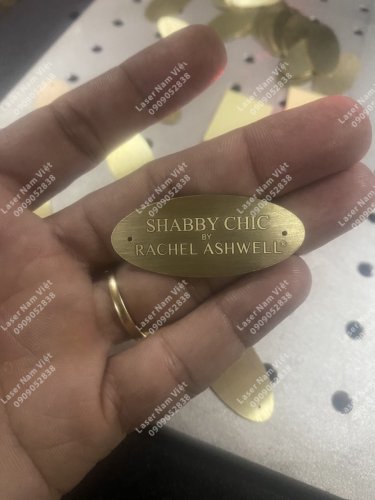 SHABBY CHIC
BY
RACHEL ASHWELL®
Laser Nam Việt
0909052838